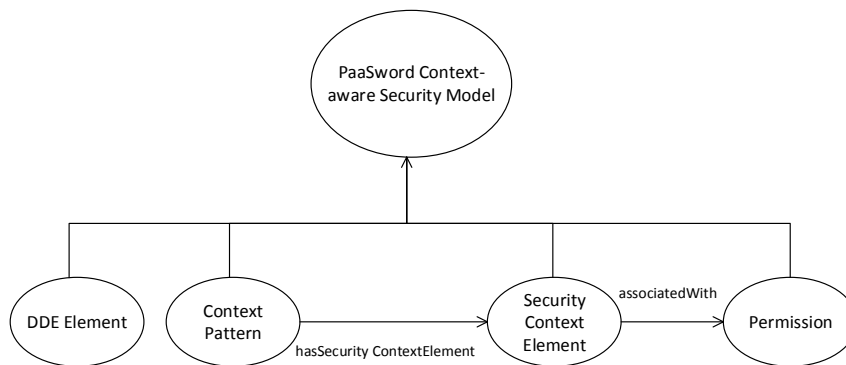 PaaSword Context-
aware Security Model
DDE Element
Context
Pattern
hasSecurity ContextElement
Security
Context
Element
associatedWith
Permission